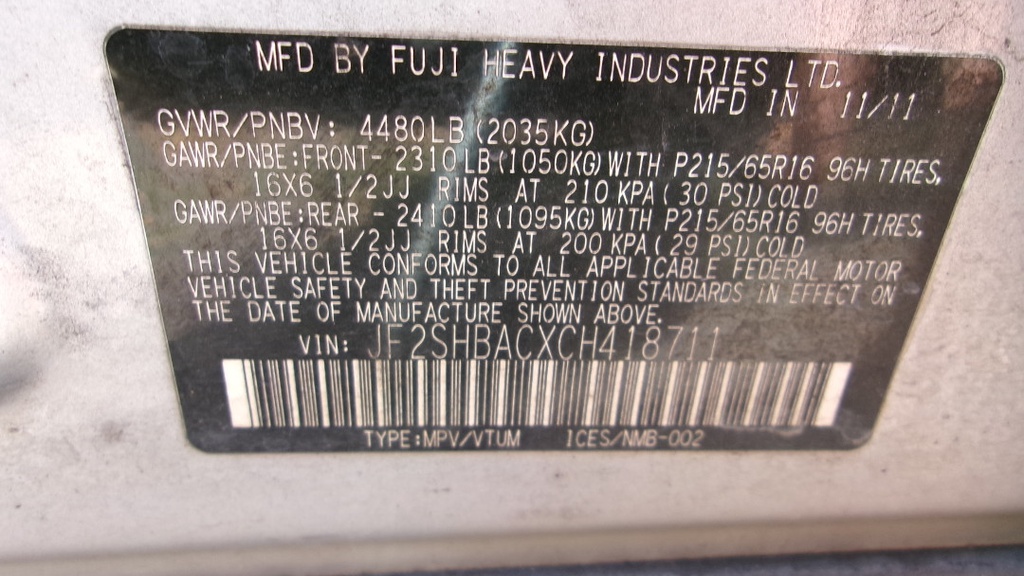 MFD BY FUJI HEAVY INDUSTRIES LTD.
MFD IN 11/11
GVWR/PNBV: 4480LB(2035KG)
GAWR/PNBE:FRONT- 2310LB(1050KG)WITH P215/65R16 96H TIRES,
16X6 1/2JJ RIMS AT 210 KPA( 30 PSI)COLD
GAWR/PNBE:REAR - 2410LB(1095KG)WITH P215/65R16 96H TIRES,
16X6 1/2JJ RIMS AT 200 KPA( 29 PSI)COLD
THIS VEHICLE CONFORMS TO ALL APPLICABLE FEDERAL MOTOR
VEHICLE SAFETY AND THEFT PREVENTION STANDARDS IN EFFECT ON
THE DATE OF MANUFACTURE SHOWN ABOVE.
VIN: JF2SHBACXCH418711
TYPE:MPV/VTUM ICES/NMB-002